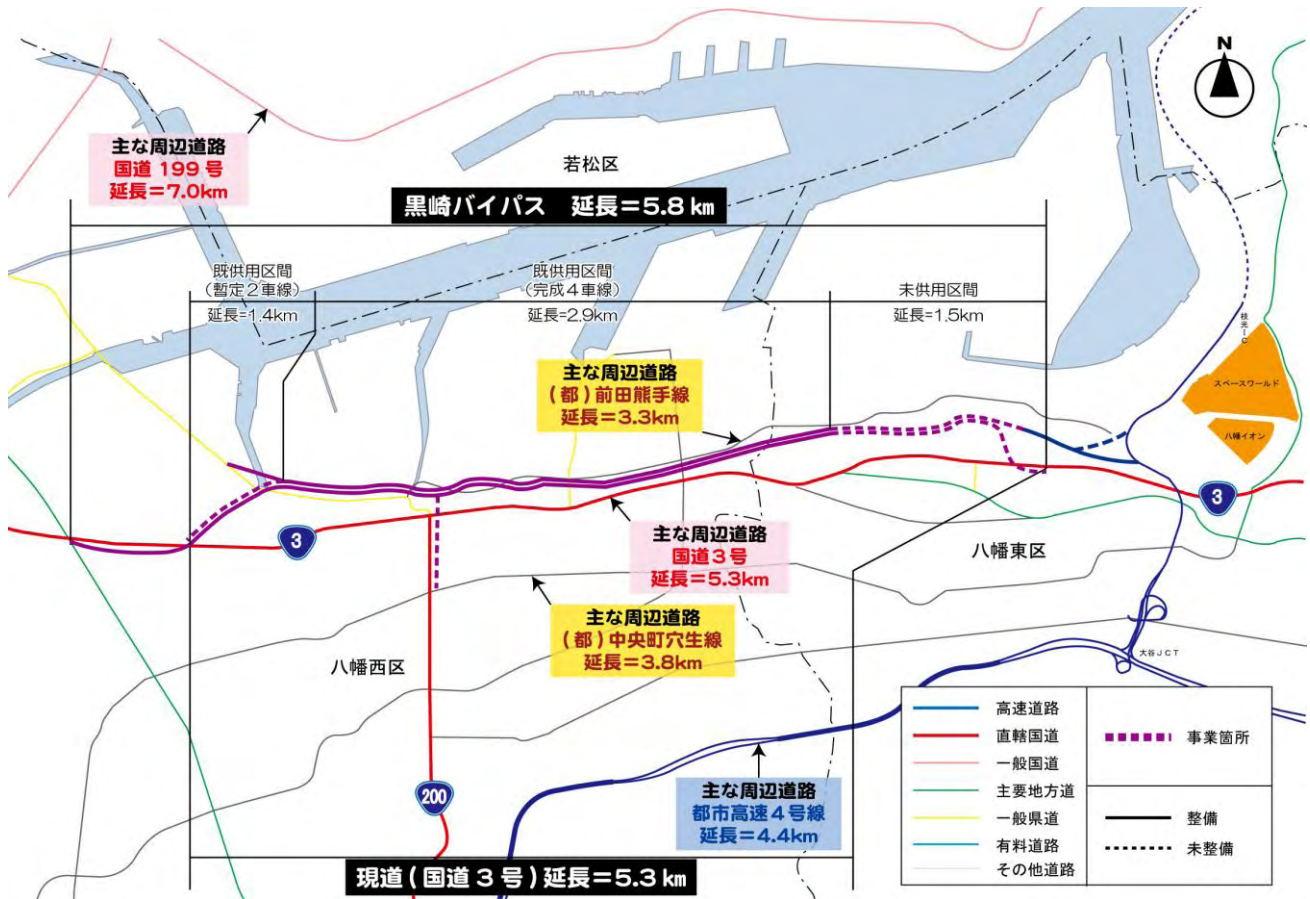 N
主な周辺道路
国道 199 号
延長=7.0km
若松区
黒崎バイパス 延長=5.8 km
既供用区間
(暫定2車線)
延長=1.4km
既供用区間
(完成4車線)
延長=2.9km
未供用区間
延長=1.5km
枝光IC
スペースワールド
八幡イオン
主な周辺道路
(都)前田熊手線
延長=3.3km
3
3
主な周辺道路
国道3号
延長=5.3km
八幡東区
主な周辺道路
(都)中央町穴生線
延長=3.8km
八幡西区
大谷JCT
200
主な周辺道路
都市高速4号線
延長=4.4km
現道(国道3号)延長=5.3 km
高速道路
直轄国道
一般国道
主要地方道
一般県道
有料道路
その他道路
事業箇所
整備
未整備